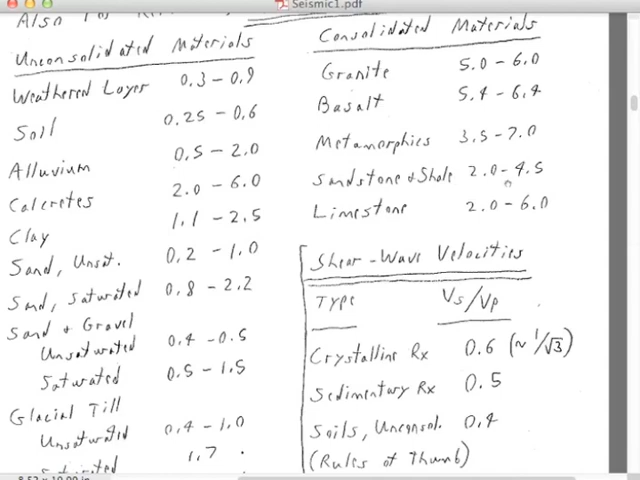 Seismic1.pdf
Also
Unconsolidated Materials
Weathered Layer 0.3 – 0.9
Soil 0.25 – 0.6
Alluvium 0.5 – 2.0
Calcretes 2.0 – 6.0
Clay 1.1 – 2.5
Sand, Unsat. 0.2 – 1.0
Sand, Saturated 0.8 – 2.2
Sand + Gravel
Unsaturated 0.4 – 0.5
Saturated 0.5 – 1.5
Glacial Till
Unsaturated 0.4 – 1.0
Saturated 1.7
Consolidated Materials
Granite 5.0 – 6.0
Basalt 5.4 – 6.4
Metamorphics 3.5 – 7.0
Sandstone + Shale 2.0 – 4.5
Limestone 2.0 – 6.0
Shear-Wave Velocities
Type Vs/Vp
Crystalline Rx 0.6 (~ 1/√3)
Sedimentary Rx 0.5
Soils, Unconsol. 0.4
(Rules of Thumb)